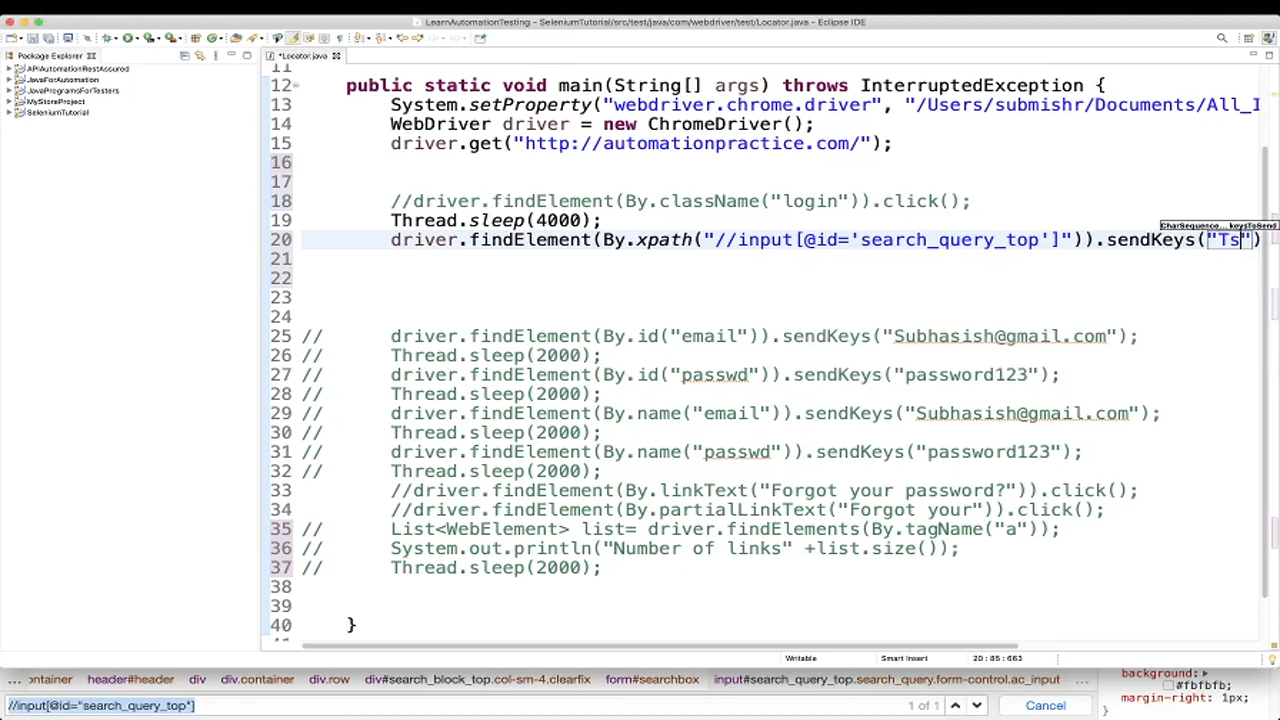 LearnAutomationTesting - SeleniumTutorial/src/test/java/com/webdriver/test/Locator.java - Eclipse IDE
Package Explorer
*Locator.java
APIAutomationRestAssured
JavaForAutomation
JavaProgramsForTesters
MyStoreProject
SeleniumTutorial
11
12 public static void main(String[] args) throws InterruptedException {
13 System.setProperty("webdriver.chrome.driver", "/Users/submishr/Documents/All_I
14 WebDriver driver = new ChromeDriver();
15 driver.get("http://automationpractice.com/");
16
17
18 //driver.findElement(By.className("login")).click();
19 Thread.sleep(4000);
CharSequence... keysToSend
20 driver.findElement(By.xpath("//input[@id='search_query_top']")).sendKeys("Ts")
21
22
23
24
25 // driver.findElement(By.id("email")).sendKeys("Subhasish@gmail.com");
26 // Thread.sleep(2000);
27 // driver.findElement(By.id("passwd")).sendKeys("password123");
28 // Thread.sleep(2000);
29 // driver.findElement(By.name("email")).sendKeys("Subhasish@gmail.com");
30 // Thread.sleep(2000);
31 // driver.findElement(By.name("passwd")).sendKeys("password123");
32 // Thread.sleep(2000);
33 //driver.findElement(By.linkText("Forgot your password?")).click();
34 //driver.findElement(By.partialLinkText("Forgot your")).click();
35 // List<WebElement> list= driver.findElements(By.tagName("a"));
36 // System.out.println("Number of links" +list.size());
37 // Thread.sleep(2000);
38
39
40 }
Writable Smart Insert 20 : 85 : 663
... ontainer header#header div div.container div.row div#search_block_top.col-sm-4.clearfix form#searchbox input#search_query_top.search_query.form-control.ac_input ...
background:
#fbfbfb;
margin-right: 1px;
}
//input[@id="search_query_top"] 1 of 1 Cancel